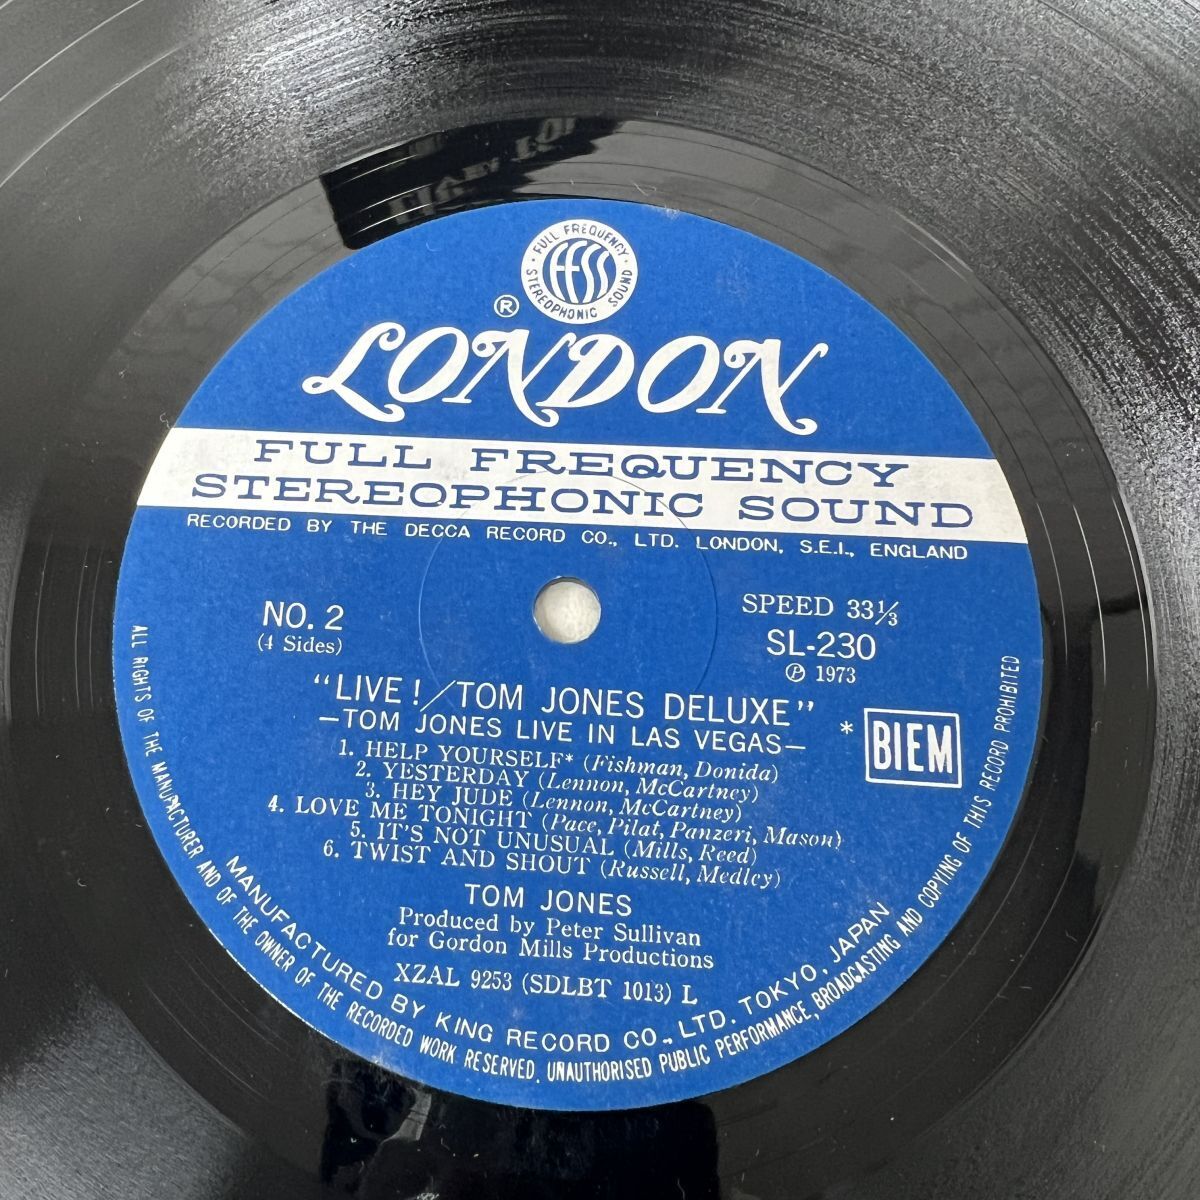 FULL FREQUENCY
FFSS
STEREOPHONIC SOUND
®
LONDON
FULL FREQUENCY
STEREOPHONIC SOUND
RECORDED BY THE DECCA RECORD CO., LTD. LONDON, S.E.I., ENGLAND
NO. 2
(4 Sides)
SPEED 33⅓
SL-230
Ⓟ 1973
"LIVE!/TOM JONES DELUXE"
—TOM JONES LIVE IN LAS VEGAS—
* BIEM
1. HELP YOURSELF* (Fishman, Donida)
2. YESTERDAY (Lennon, McCartney)
3. HEY JUDE (Lennon, McCartney)
4. LOVE ME TONIGHT (Pace, Pilat, Panzeri, Mason)
5. IT'S NOT UNUSUAL (Mills, Reed)
6. TWIST AND SHOUT (Russell, Medley)
TOM JONES
Produced by Peter Sullivan
for Gordon Mills Productions
XZAL 9253 (SDLBT 1013) L
MANUFACTURED BY KING RECORD CO., LTD. TOKYO, JAPAN
ALL RIGHTS OF THE MANUFACTURER AND OF THE OWNER OF THE RECORDED WORK RESERVED. UNAUTHORISED PUBLIC PERFORMANCE, BROADCASTING AND COPYING OF THIS RECORD PROHIBITED